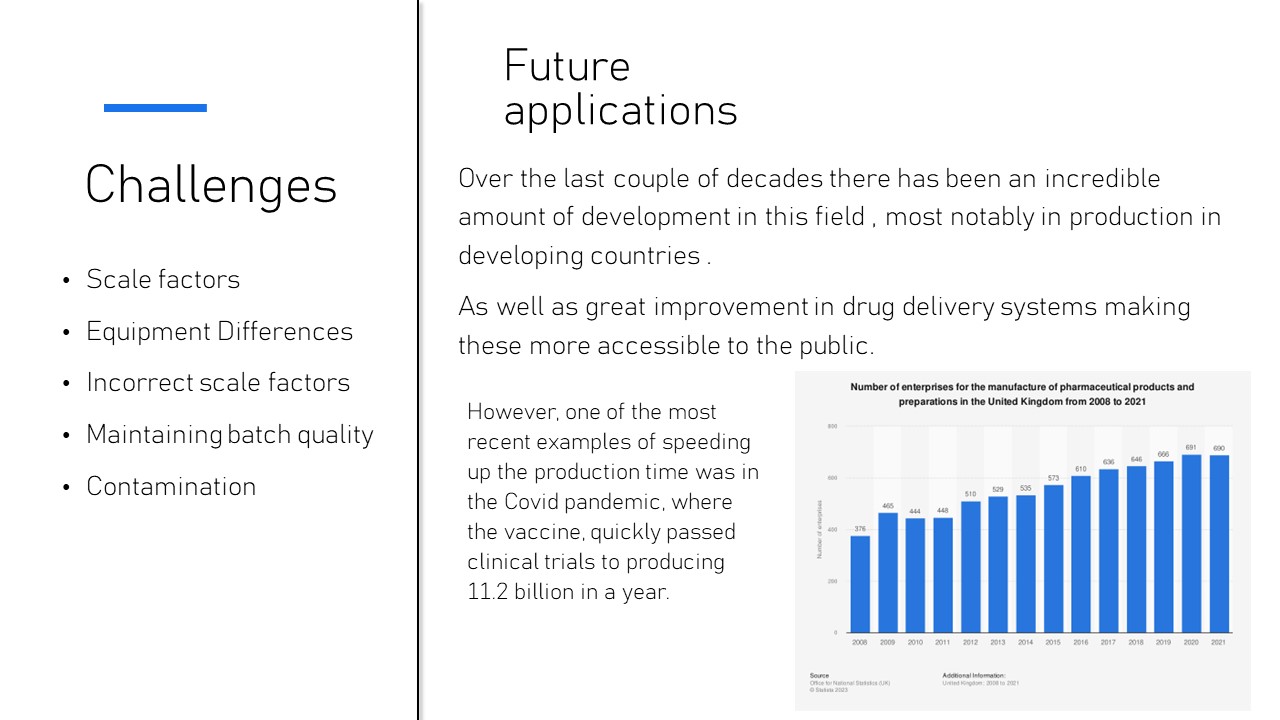 Challenges
• Scale factors
• Equipment Differences
• Incorrect scale factors
• Maintaining batch quality
• Contamination
Future
applications
Over the last couple of decades there has been an incredible
amount of development in this field , most notably in production in
developing countries .
As well as great improvement in drug delivery systems making
these more accessible to the public.
However, one of the most
recent examples of speeding
up the production time was in
the Covid pandemic, where
the vaccine, quickly passed
clinical trials to producing
11.2 billion in a year.
Number of enterprises for the manufacture of pharmaceutical products and
preparations in the United Kingdom from 2008 to 2021
Number of enterprises
800
600
400
200
0
376 465 444 448 510 529 535 573 610 636 646 666 691 690
2008 2009 2010 2011 2012 2013 2014 2015 2016 2017 2018 2019 2020 2021
Source
Office for National Statistics (UK)
© Statista 2023
Additional Information:
United Kingdom; 2008 to 2021